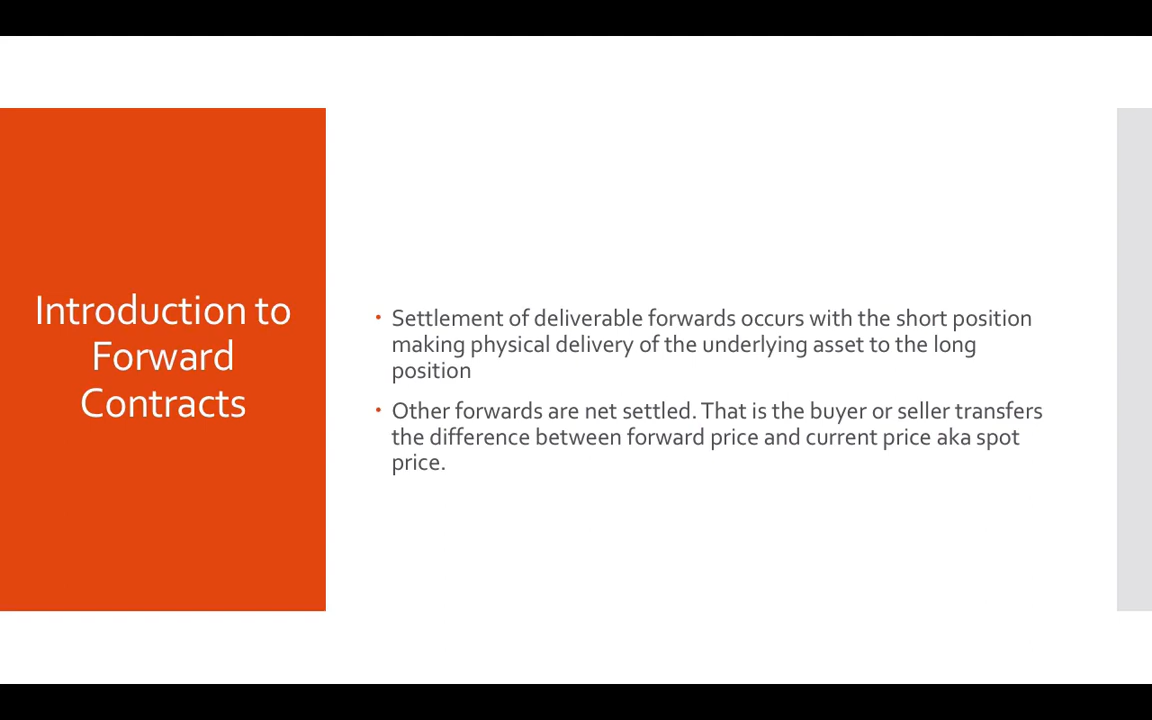 Introduction to
Forward
Contracts
• Settlement of deliverable forwards occurs with the short position
making physical delivery of the underlying asset to the long
position
• Other forwards are net settled. That is the buyer or seller transfers
the difference between forward price and current price aka spot
price.